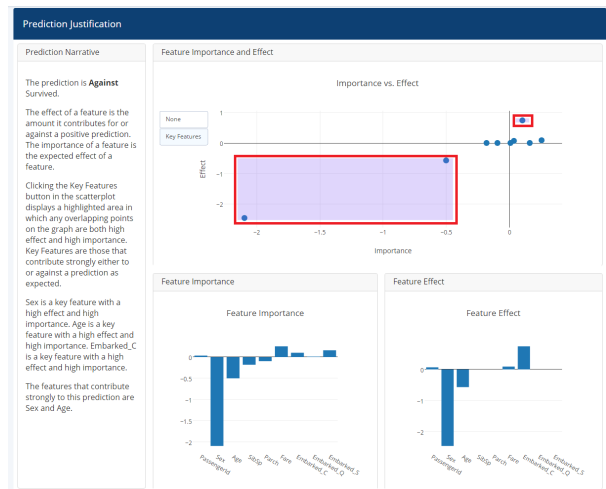 Prediction Justification
Prediction Narrative
The prediction is Against
Survived.
The effect of a feature is the
amount it contributes for or
against a positive prediction.
The importance of a feature is
the expected effect of a
feature.
Clicking the Key Features
button in the scatterplot
displays a highlighted area in
which any overlapping points
on the graph are both high
effect and high importance.
Key Features are those that
contribute strongly either to
or against a prediction as
expected.
Sex is a key feature with a
high effect and high
importance. Age is a key
feature with a high effect and
high importance. Embarked_C
is a key feature with a high
effect and high importance.
The features that contribute
strongly to this prediction are
Sex and Age.
Feature Importance and Effect
Importance vs. Effect
None
Key Features
1
0
−1
−2
Effect
−2 −1.5 −1 −0.5 0
Importance
Feature Importance
Feature Importance
0
−0.5
−1
−1.5
−2
PassengerId Sex Age SibSp Parch Fare Embarked_C Embarked_Q Embarked_S
Feature Effect
Feature Effect
0
−1
−2
PassengerId Sex Age SibSp Parch Fare Embarked_C Embarked_Q Embarked_S